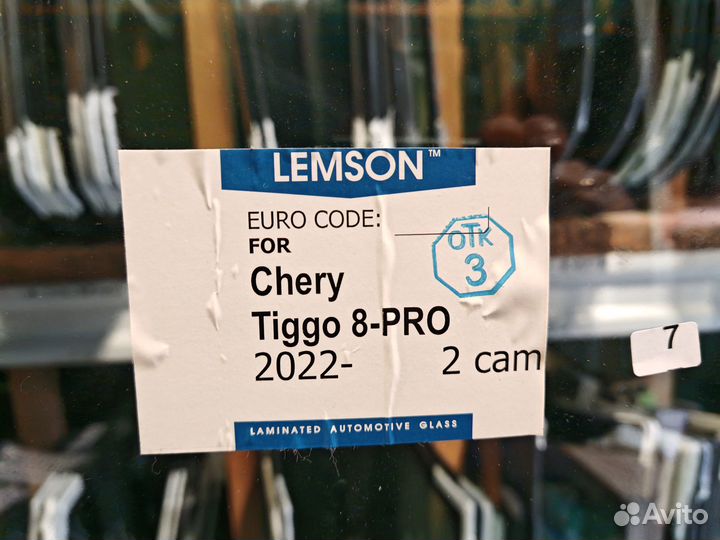 LEMSON™
EURO CODE:
FOR
ОТК
3
Chery
Tiggo 8-PRO
2022- 2 cam
LAMINATED AUTOMOTIVE GLASS
7
Avito